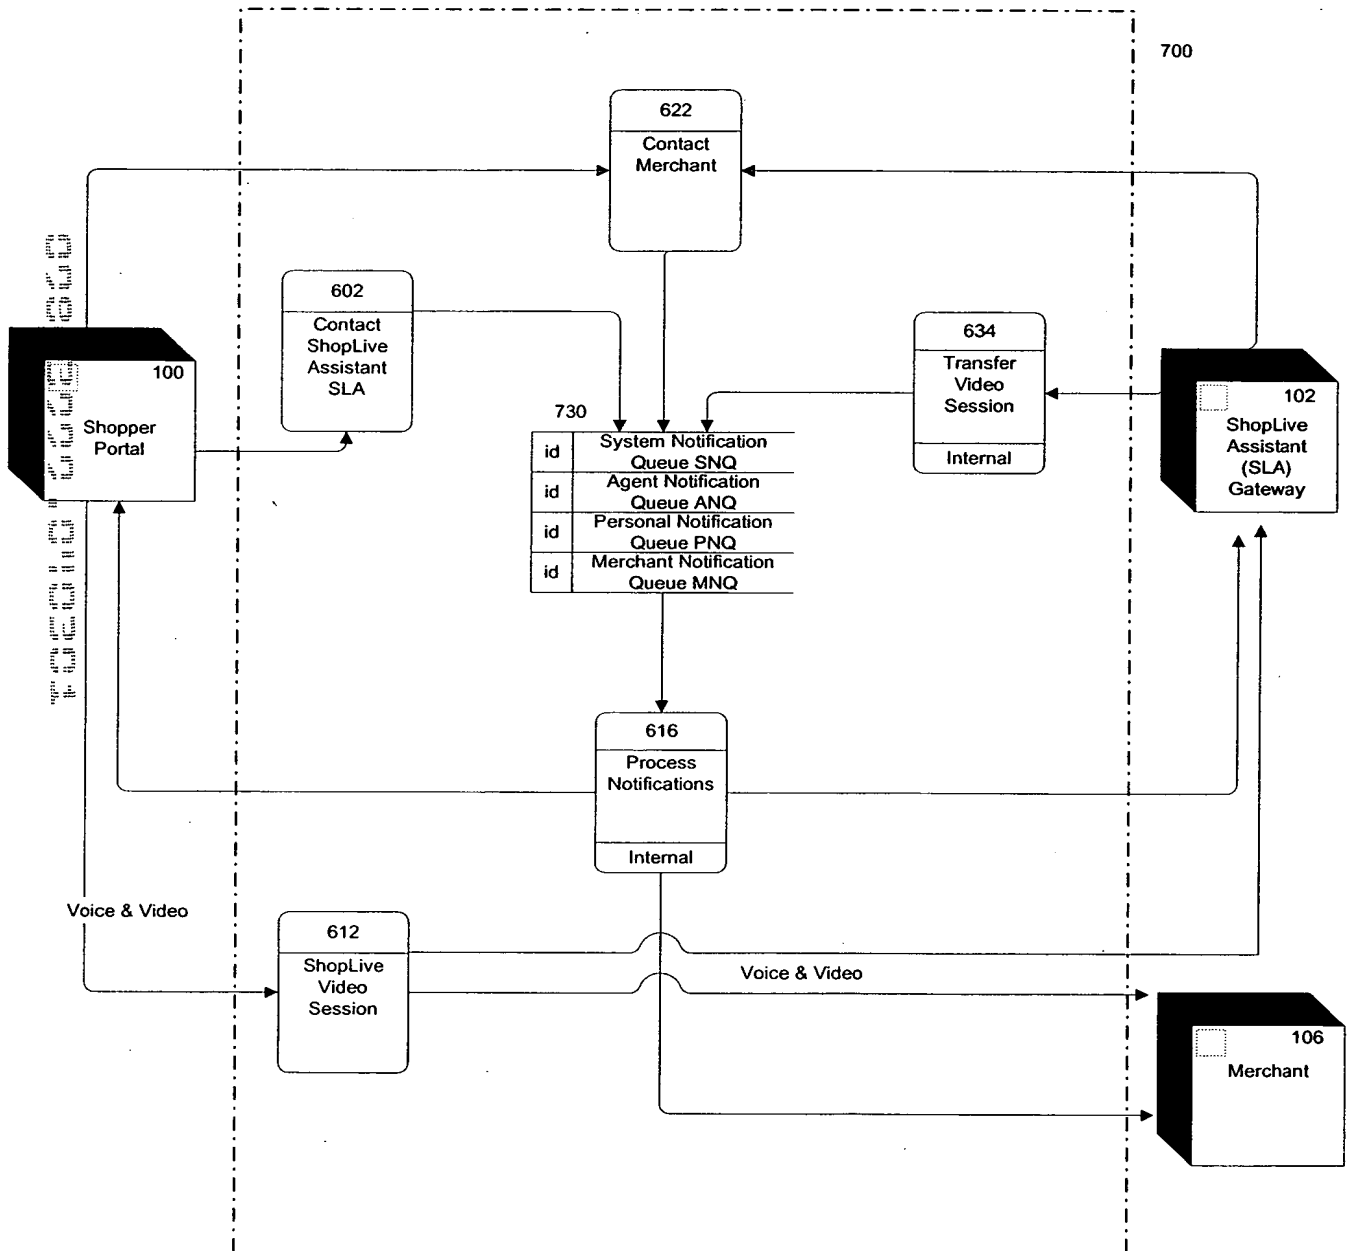 700
622
Contact
Merchant
602
Contact
ShopLive
Assistant
SLA
634
Transfer
Video
Session
Internal
100
Shopper
Portal
102
ShopLive
Assistant
(SLA)
Gateway
730
id System Notification
Queue SNQ
id Agent Notification
Queue ANQ
id Personal Notification
Queue PNQ
id Merchant Notification
Queue MNQ
616
Process
Notifications
Internal
Voice & Video
612
ShopLive
Video
Session
Voice & Video
106
Merchant